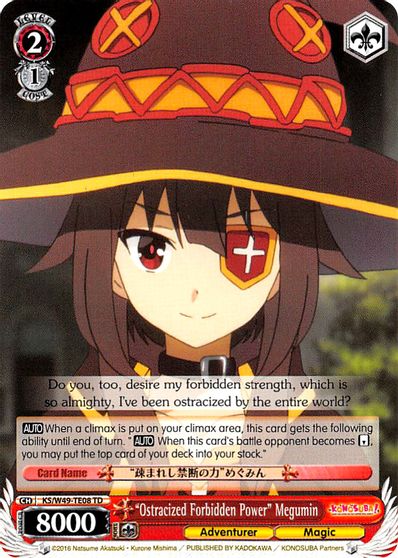 LEVEL
2
1
COST
Do you, too, desire my forbidden strength, which is
so almighty, I've been ostracized by the entire world?
AUTO When a climax is put on your climax area, this card gets the following
ability until end of turn. " AUTO When this card's battle opponent becomes,
you may put the top card of your deck into your stock."
Card Name "疎まれし禁断の力"めぐみん
CH KS/W49-TE08 TD
8000
"Ostracized Forbidden Power" Megumin
KONOSUBA!
Adventurer Magic
©2016 Natsume Akatsuki・Kurone Mishima / PUBLISHED BY KADOKAWA / KONOSUBA Partners